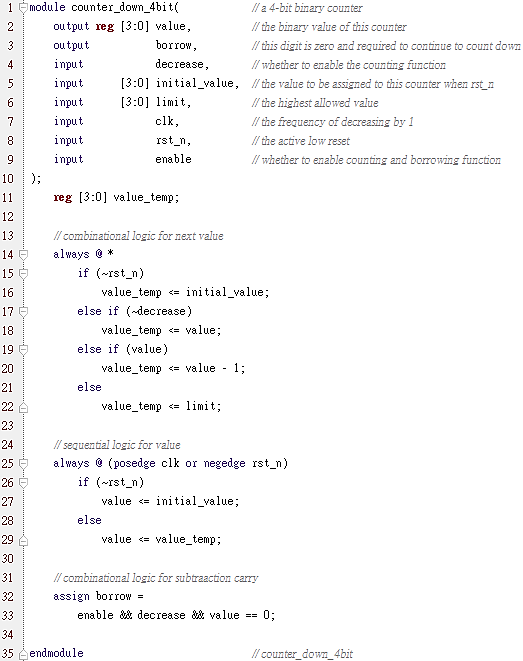 1 module counter_down_4bit( // a 4-bit binary counter
2 output reg [3:0] value, // the binary value of this counter
3 output borrow, // this digit is zero and required to continue to count down
4 input decrease, // whether to enable the counting function
5 input [3:0] initial_value, // the value to be assigned to this counter when rst_n
6 input [3:0] limit, // the highest allowed value
7 input clk, // the frequency of decreasing by 1
8 input rst_n, // the active low reset
9 input enable // whether to enable counting and borrowing function
10 );
11 reg [3:0] value_temp;
12
13 // combinational logic for next value
14 always @ *
15 if (~rst_n)
16 value_temp <= initial_value;
17 else if (~decrease)
18 value_temp <= value;
19 else if (value)
20 value_temp <= value - 1;
21 else
22 value_temp <= limit;
23
24 // sequential logic for value
25 always @ (posedge clk or negedge rst_n)
26 if (~rst_n)
27 value <= initial_value;
28 else
29 value <= value_temp;
30
31 // combinational logic for subtraaction carry
32 assign borrow =
33 enable && decrease && value == 0;
34
35 endmodule // counter_down_4bit